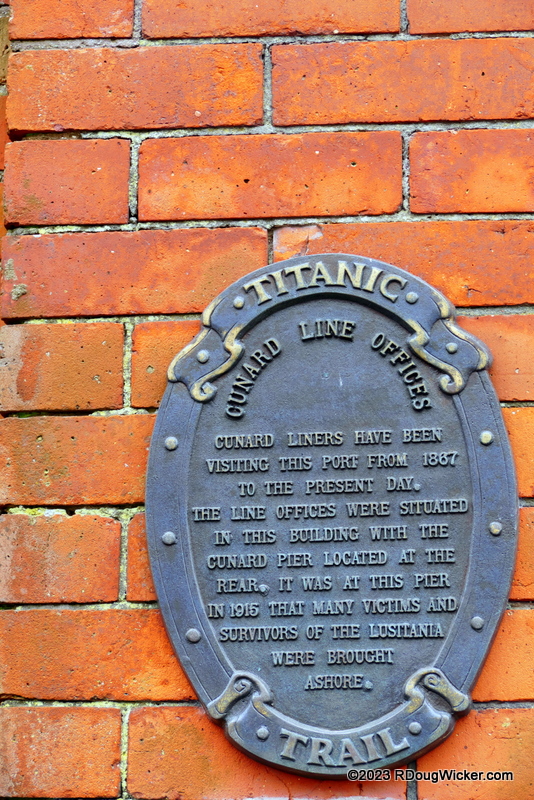 TITANIC
CUNARD LINE OFFICES
CUNARD LINERS HAVE BEEN
VISITING THIS PORT FROM 1867
TO THE PRESENT DAY.
THE LINE OFFICES WERE SITUATED
IN THIS BUILDING WITH THE
CUNARD PIER LOCATED AT THE
REAR. IT WAS AT THIS PIER
IN 1915 THAT MANY VICTIMS AND
SURVIVORS OF THE LUSITANIA
WERE BROUGHT
ASHORE.
TRAIL
©2023 RDougWicker.com